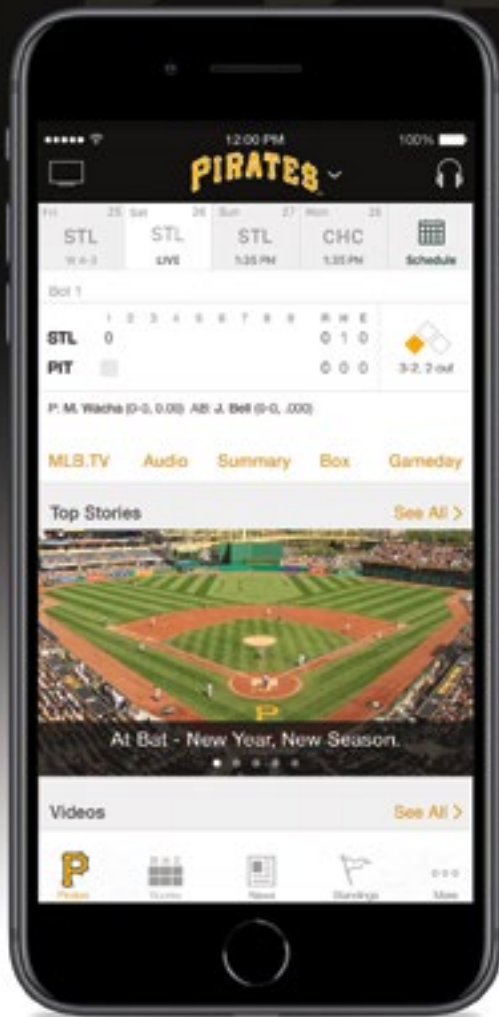 12:00 PM 100%
PIRATES
Fri 25 Sat 26 Sun 27 Mon 28
STL STL STL CHC
LIVE 1:35 PM 1:35 PM Schedule
Bot 1
1 2 3 4 5 6 7 8 9 R H E
STL 0 0 1 0
PIT 0 0 0 3-2, 2 out
P: M. Wacha (0-0, 0.00) AB: J. Bell (0-0, .000)
MLB.TV Audio Summary Box Gameday
Top Stories See All >
P
At Bat - New Year, New Season.
Videos See All >
P
Pirates Scores News Standings More